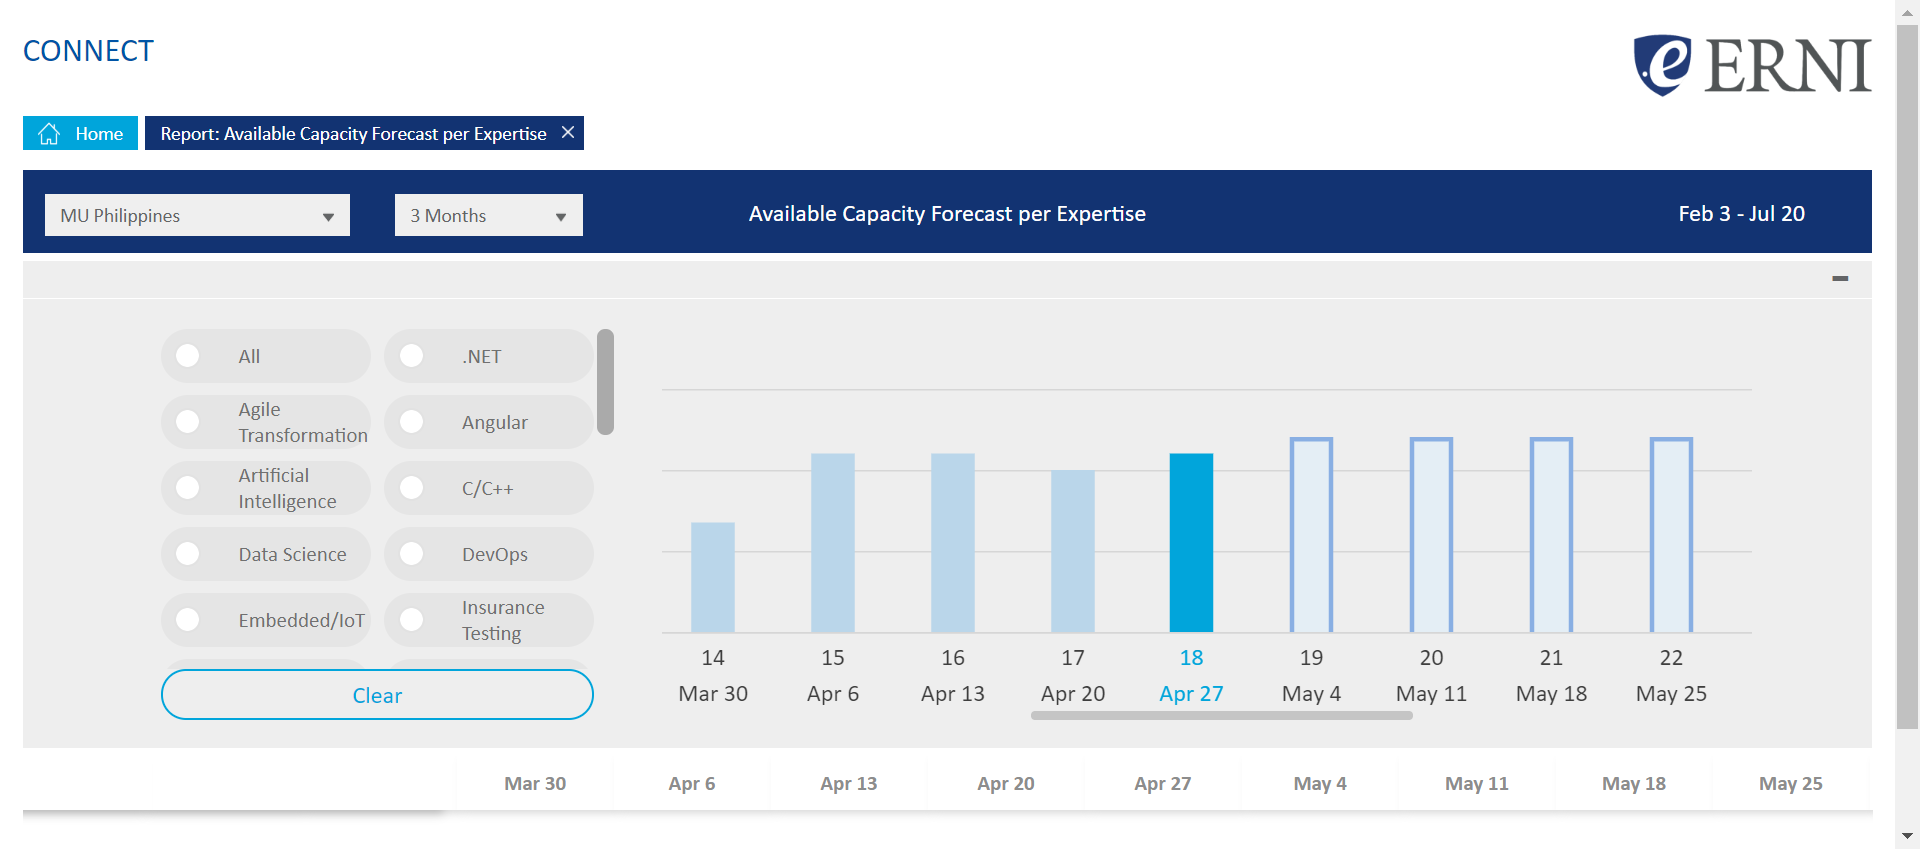 CONNECT
e ERNI
Home
Report: Available Capacity Forecast per Expertise
MU Philippines
3 Months
Available Capacity Forecast per Expertise
Feb 3 - Jul 20
All
.NET
Agile
Transformation
Angular
Artificial
Intelligence
C/C++
Data Science
DevOps
Embedded/IoT
Insurance
Testing
Clear
14 15 16 17 18 19 20 21 22
Mar 30 Apr 6 Apr 13 Apr 20 Apr 27 May 4 May 11 May 18 May 25
Mar 30 Apr 6 Apr 13 Apr 20 Apr 27 May 4 May 11 May 18 May 25